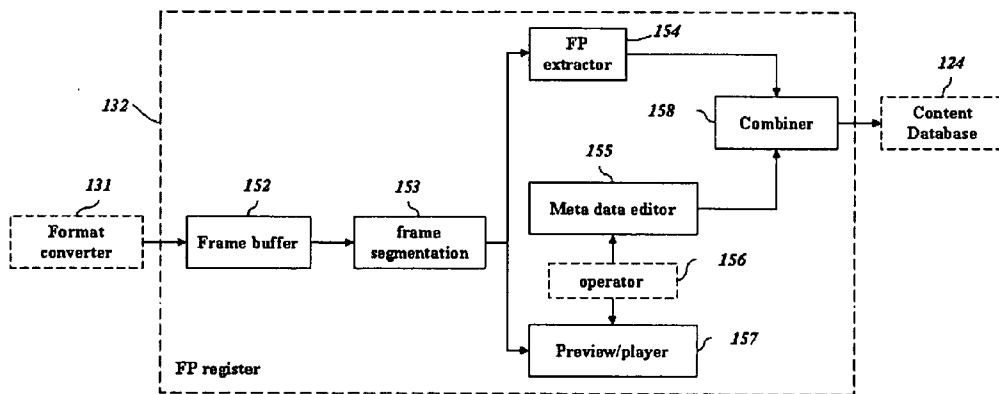 154
FP
extractor
124
Content
Database
132
158
Combiner
155
Meta data editor
131
Format
converter
152
Frame buffer
153
frame
segmentation
156
operator
Preview/player
157
FP register